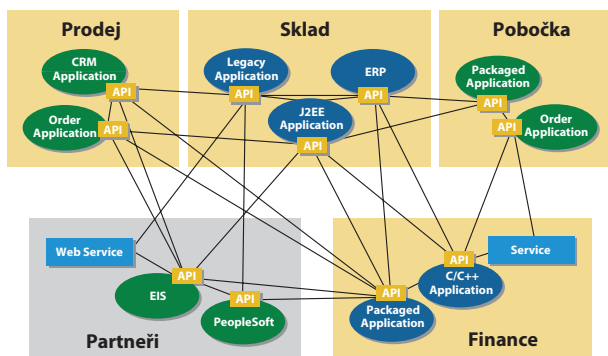 Prodej
CRM
Application
API
Order
Application
API
Sklad
Legacy
Application
API
ERP
API
J2EE
Application
API
Pobočka
Packaged
Application
API
API
Order
Application
Web Service
API
EIS
API
PeopleSoft
Partneři
API
Packaged
Application
API
C/C++
Application
Service
Finance